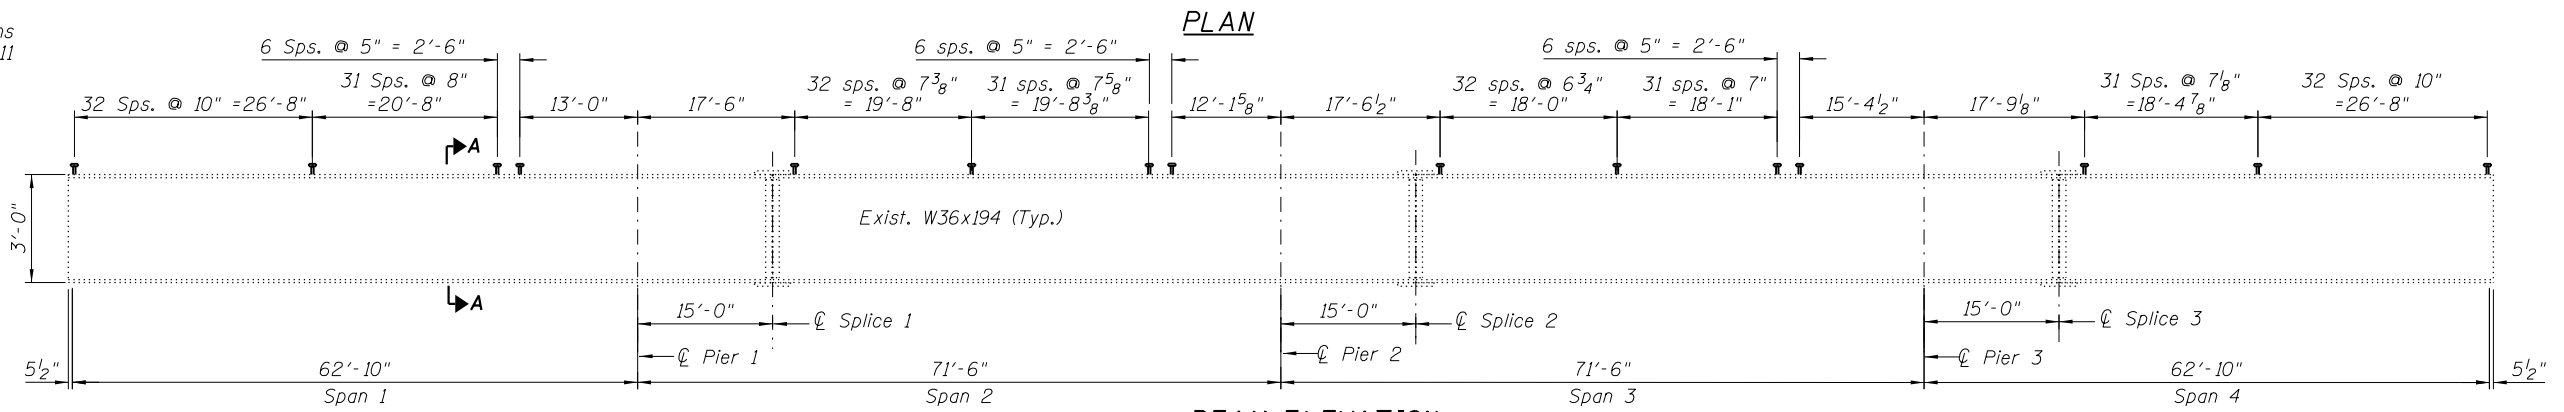 PLAN
ns
11
6 Sps. @ 5" = 2'-6"
6 sps. @ 5" = 2'-6"
6 sps. @ 5" = 2'-6"
32 Sps. @ 10" =26'-8"
31 Sps. @ 8"
=20'-8"
13'-0"
17'-6"
32 sps. @ 7 3/8"
= 19'-8"
31 sps. @ 7 5/8"
= 19'-8 3/8"
12'-1 5/8"
17'-6 1/2"
32 sps. @ 6 3/4"
= 18'-0"
31 sps. @ 7"
= 18'-1"
15'-4 1/2"
17'-9 1/8"
31 Sps. @ 7 1/8"
=18'-4 7/8"
32 Sps. @ 10"
=26'-8"
A
3'-0"
Exist. W36x194 (Typ.)
A
15'-0"
℄ Splice 1
15'-0"
℄ Splice 2
15'-0"
℄ Splice 3
℄ Pier 1
℄ Pier 2
℄ Pier 3
5 1/2"
62'-10"
71'-6"
71'-6"
62'-10"
5 1/2"
Span 1
Span 2
Span 3
Span 4
BEAM ELEVATION